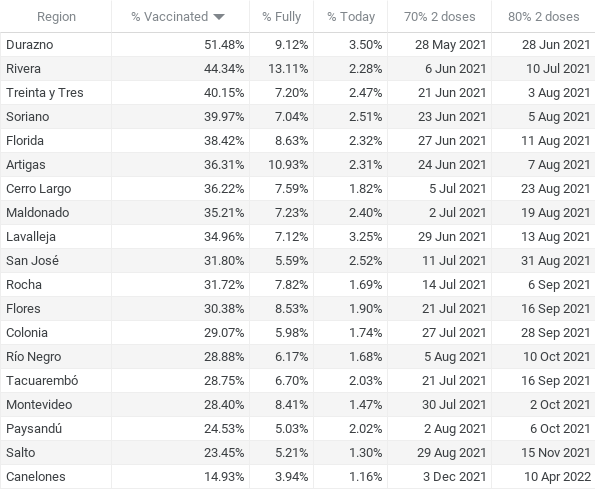 Region % Vaccinated % Fully % Today 70% 2 doses 80% 2 doses
Durazno 51.48% 9.12% 3.50% 28 May 2021 28 Jun 2021
Rivera 44.34% 13.11% 2.28% 6 Jun 2021 10 Jul 2021
Treinta y Tres 40.15% 7.20% 2.47% 21 Jun 2021 3 Aug 2021
Soriano 39.97% 7.04% 2.51% 23 Jun 2021 5 Aug 2021
Florida 38.42% 8.63% 2.32% 27 Jun 2021 11 Aug 2021
Artigas 36.31% 10.93% 2.31% 24 Jun 2021 7 Aug 2021
Cerro Largo 36.22% 7.59% 1.82% 5 Jul 2021 23 Aug 2021
Maldonado 35.21% 7.23% 2.40% 2 Jul 2021 19 Aug 2021
Lavalleja 34.96% 7.12% 3.25% 29 Jun 2021 13 Aug 2021
San José 31.80% 5.59% 2.52% 11 Jul 2021 31 Aug 2021
Rocha 31.72% 7.82% 1.69% 14 Jul 2021 6 Sep 2021
Flores 30.38% 8.53% 1.90% 21 Jul 2021 16 Sep 2021
Colonia 29.07% 5.98% 1.74% 27 Jul 2021 28 Sep 2021
Río Negro 28.88% 6.17% 1.68% 5 Aug 2021 10 Oct 2021
Tacuarembó 28.75% 6.70% 2.03% 21 Jul 2021 16 Sep 2021
Montevideo 28.40% 8.41% 1.47% 30 Jul 2021 2 Oct 2021
Paysandú 24.53% 5.03% 2.02% 2 Aug 2021 6 Oct 2021
Salto 23.45% 5.21% 1.30% 29 Aug 2021 15 Nov 2021
Canelones 14.93% 3.94% 1.16% 3 Dec 2021 10 Apr 2022